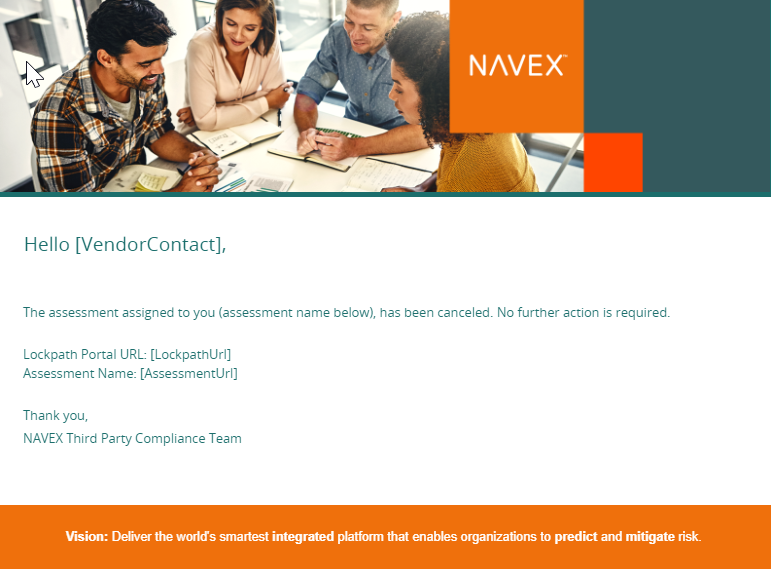 NAVEX™
Hello [VendorContact],
The assessment assigned to you (assessment name below), has been canceled. No further action is required.
Lockpath Portal URL: [LockpathUrl]
Assessment Name: [AssessmentUrl]
Thank you,
NAVEX Third Party Compliance Team
Vision: Deliver the world's smartest integrated platform that enables organizations to predict and mitigate risk.